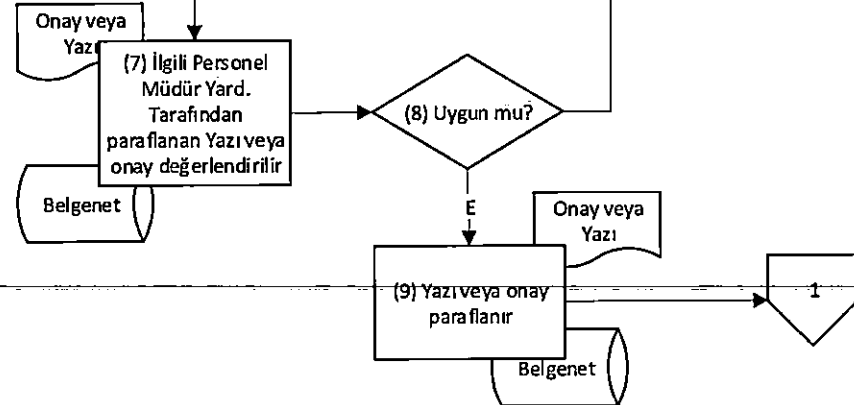 Onay veya
Yazı
(7) İlgili Personel
Müdür Yard.
Tarafından
paraflanan Yazı veya
onay değerlendirilir
Belgenet
(8) Uygun mu?
E
Onay veya
Yazı
(9) Yazı veya onay
paraflanır
Belgenet
1